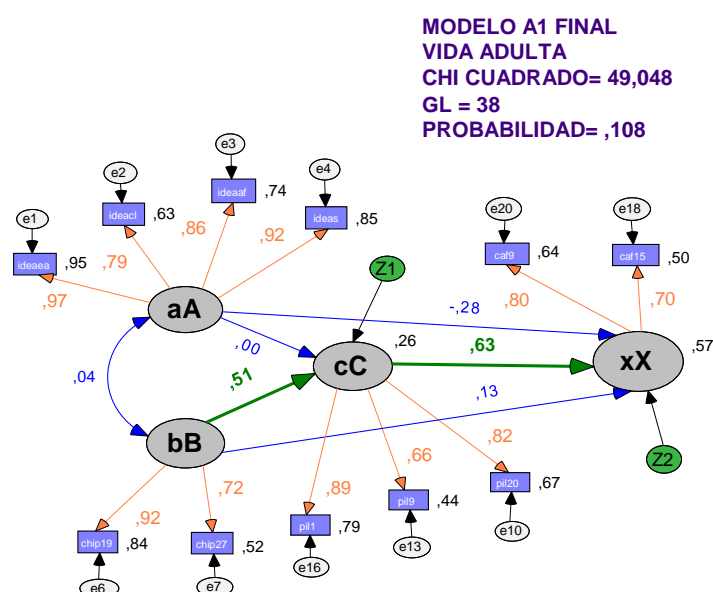 MODELO A1 FINAL
VIDA ADULTA
CHI CUADRADO= 49,048
GL = 38
PROBABILIDAD= ,108
e3
e2
e4
e1
e20
e18
ideaaf
,74
ideacl
,63
ideas
,85
ideaea
,95
caf9
,64
caf15
,50
,86
,92
,79
,97
,80
,70
Z1
aA
-,28
,00
,26
,63
cC
xX
,57
,04
,51
,13
bB
Z2
,82
,66
,72
,89
,92
pil20
,67
pil9
,44
pil1
,79
chip19
,84
chip27
,52
e10
e13
e16
e6
e7